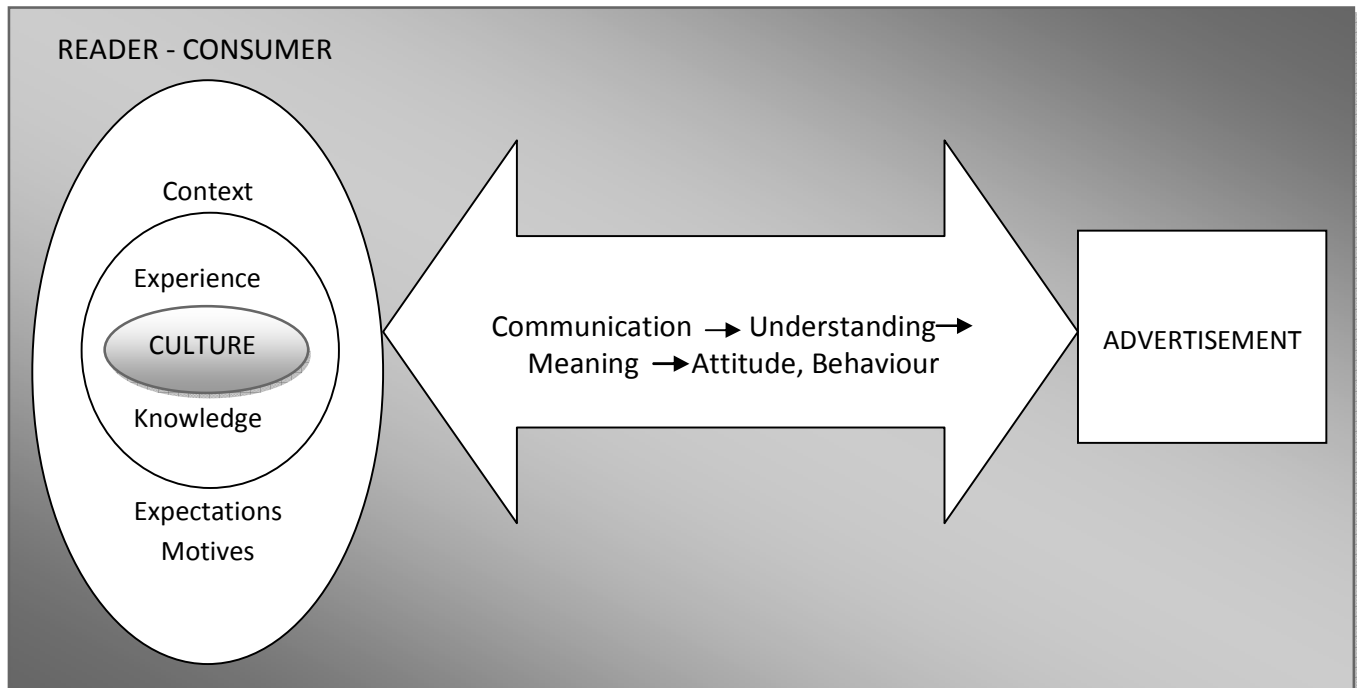 READER - CONSUMER
Context
Experience
CULTURE
Knowledge
Expectations
Motives
Communication → Understanding→
Meaning → Attitude, Behaviour
ADVERTISEMENT